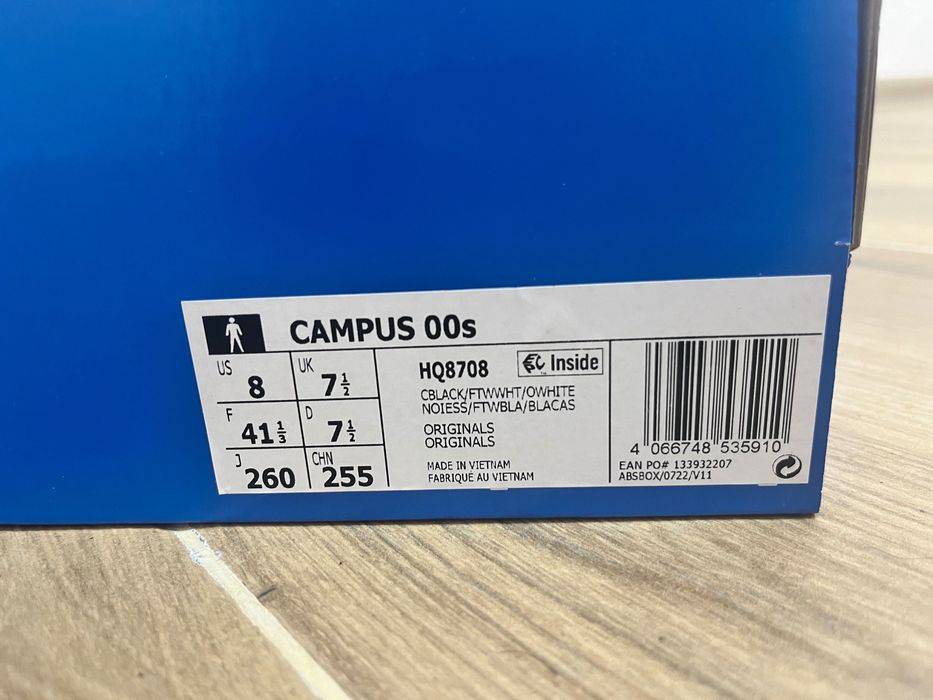 CAMPUS 00s
US 8 UK 7½
F 41⅓ D 7½
J 260 CHN 255
HQ8708
Inside
CBLACK/FTWWHT/OWHITE
NOIESS/FTWBLA/BLACAS
ORIGINALS
ORIGINALS
MADE IN VIETNAM
FABRIQUÉ AU VIETNAM
4 066748 535910
EAN PO# 133932207
ABSBOX/0722/V11